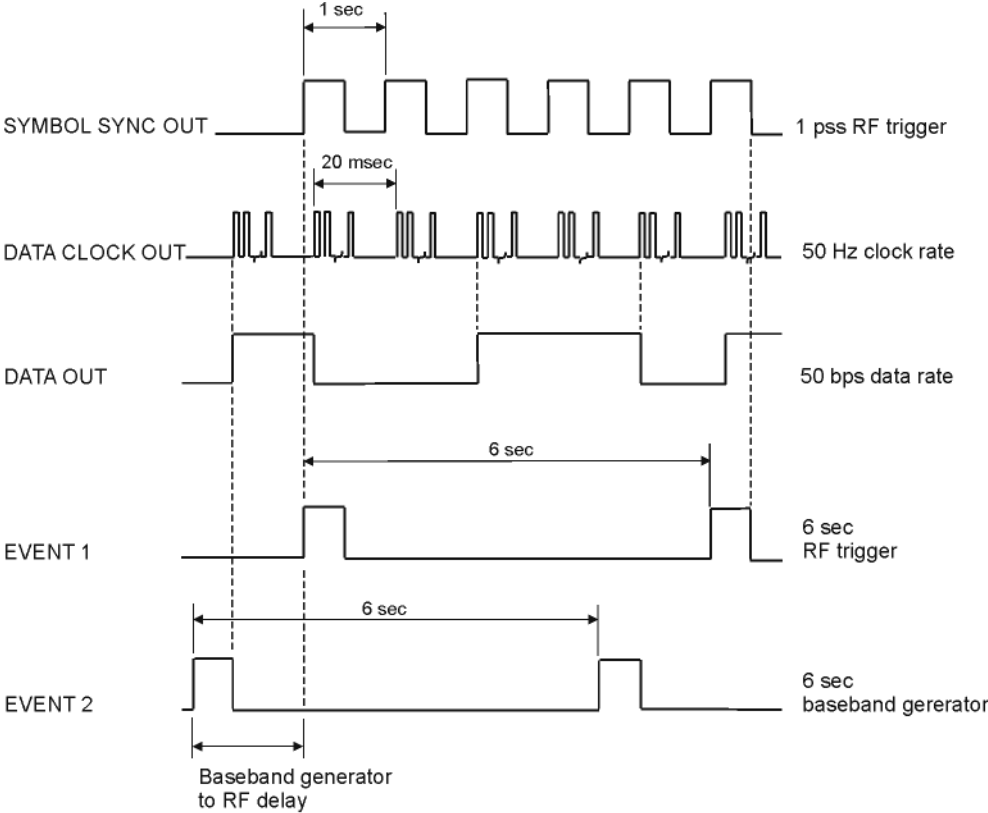 1 sec
SYMBOL SYNC OUT
1 pss RF trigger
20 msec
DATA CLOCK OUT
50 Hz clock rate
DATA OUT
50 bps data rate
6 sec
EVENT 1
6 sec
RF trigger
6 sec
EVENT 2
6 sec
baseband gererator
Baseband generator
to RF delay